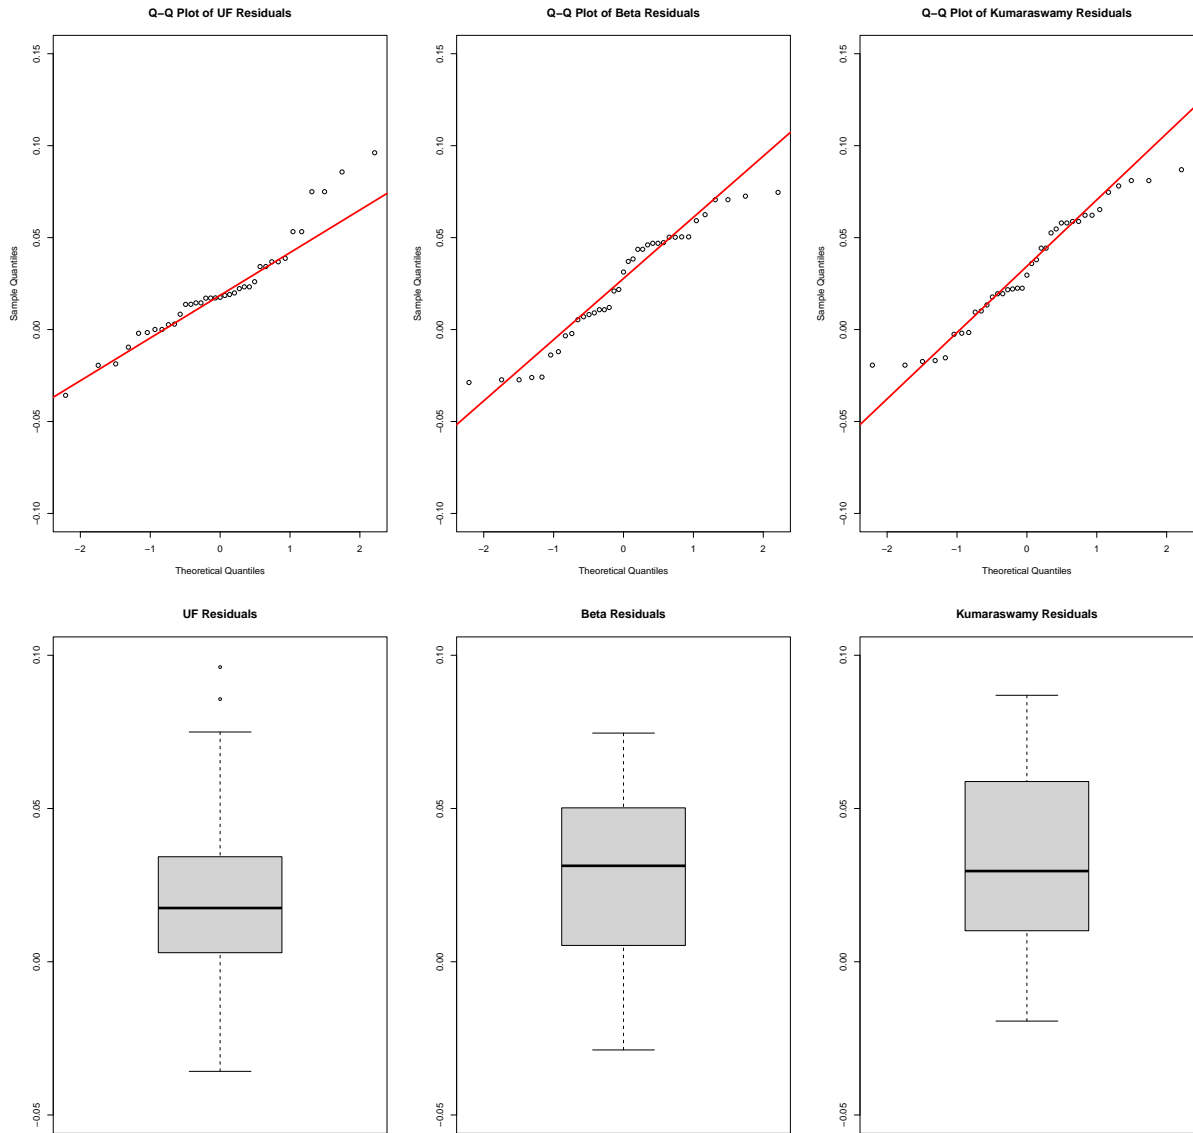 Q−Q Plot of UF Residuals
Q−Q Plot of Beta Residuals
Q−Q Plot of Kumaraswamy Residuals
Sample Quantiles
0.15
0.10
0.05
0.00
−0.05
−0.10
−2 −1 0 1 2
Theoretical Quantiles
Sample Quantiles
0.15
0.10
0.05
0.00
−0.05
−0.10
−2 −1 0 1 2
Theoretical Quantiles
Sample Quantiles
0.15
0.10
0.05
0.00
−0.05
−0.10
−2 −1 0 1 2
Theoretical Quantiles
UF Residuals
Beta Residuals
Kumaraswamy Residuals
0.10
0.05
0.00
−0.05
0.10
0.05
0.00
−0.05
0.10
0.05
0.00
−0.05